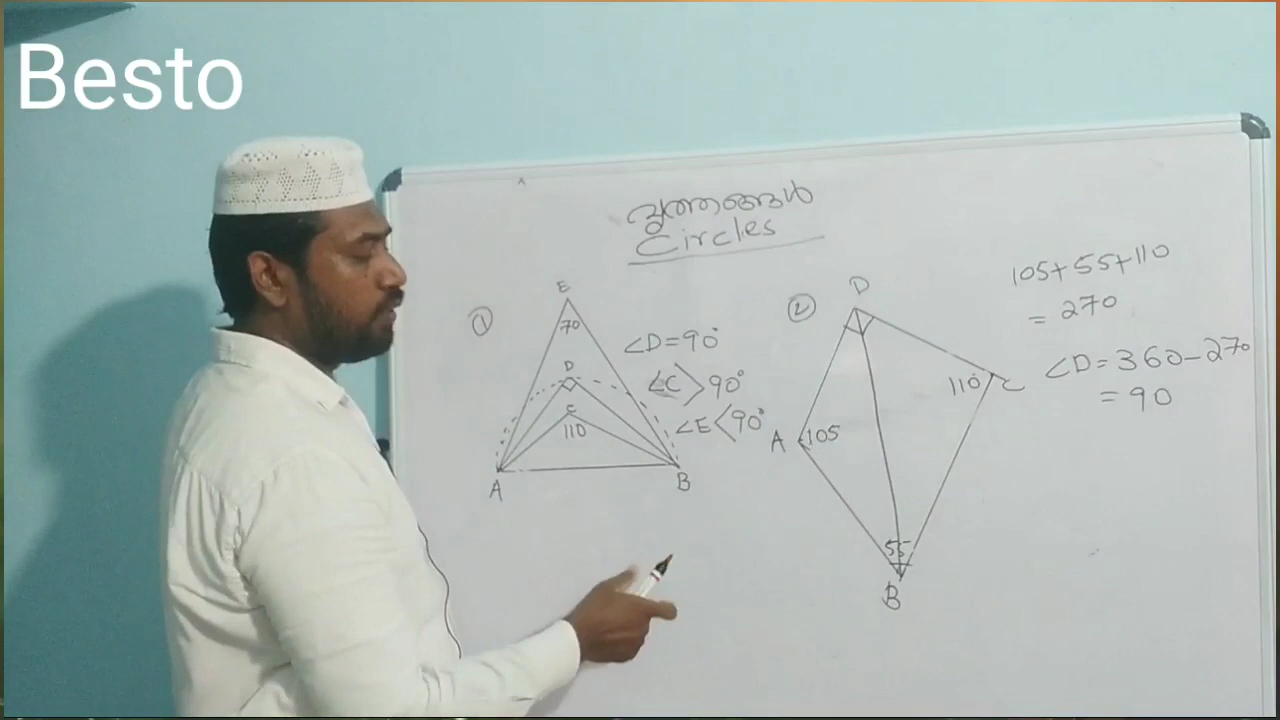 Besto
വൃത്തങ്ങൾ
Circles
①
E
70
D
C
110
A
B
∠D=90°
∠C>90°
∠E<90°
②
D
110°
C
A
105
55
B
105+55+110
= 270
∠D=360-270
= 90